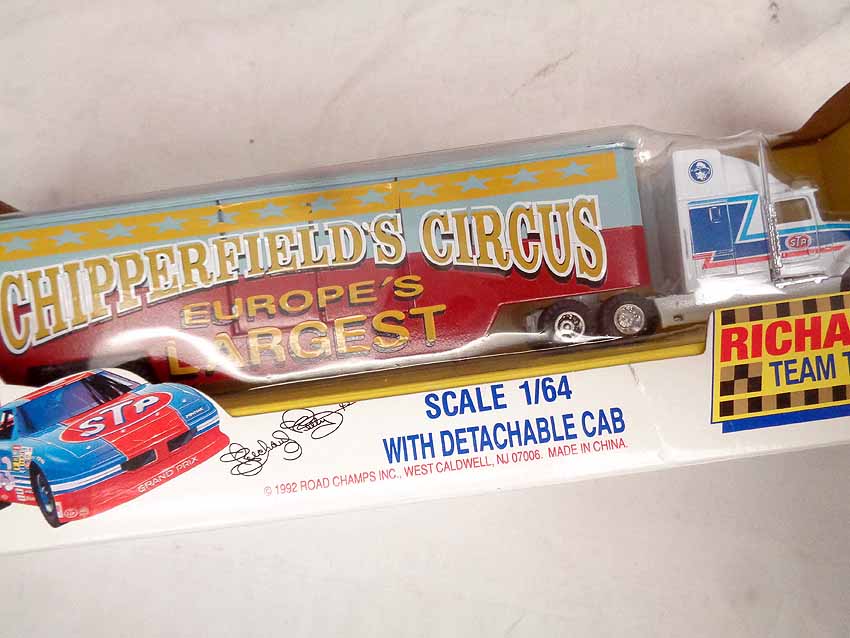 CHIPPERFIELD'S CIRCUS
EUROPE'S
LARGEST
STP
RICHA
TEAM T
STP
GRAND PRIX
SCALE 1/64
WITH DETACHABLE CAB
© 1992 ROAD CHAMPS INC., WEST CALDWELL, NJ 07006. MADE IN CHINA.